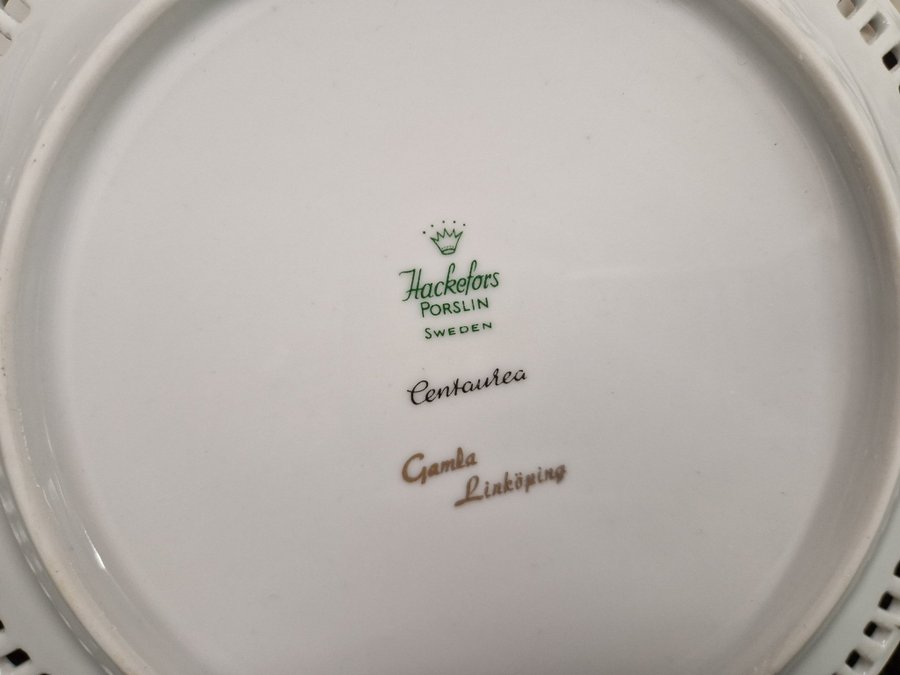 Hackefors
PORSLIN
SWEDEN
Centaurea
Gamla
Linköping